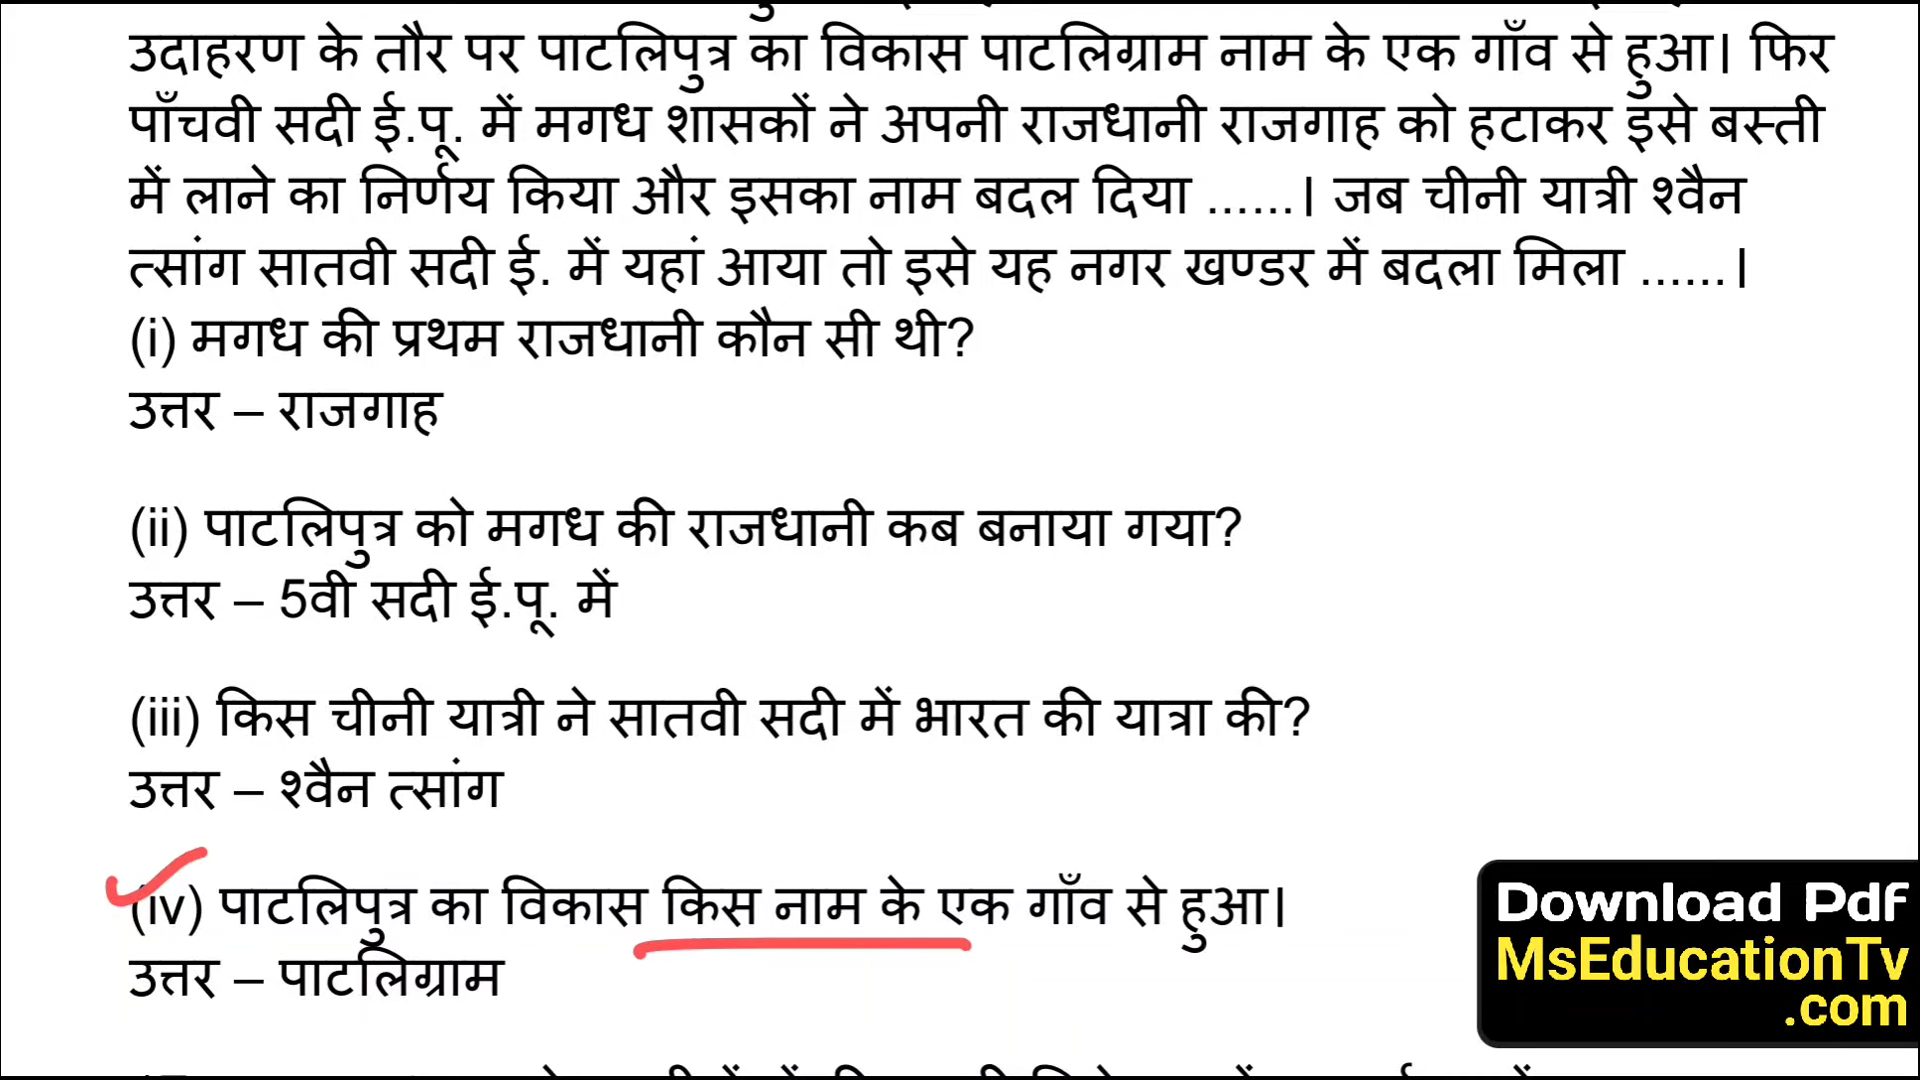 उदाहरण के तौर पर पाटलिपुत्र का विकास पाटलिग्राम नाम के एक गाँव से हुआ। फिर
पाँचवी सदी ई.पू. में मगध शासकों ने अपनी राजधानी राजगाह को हटाकर इसे बस्ती
में लाने का निर्णय किया और इसका नाम बदल दिया ......। जब चीनी यात्री श्वैन
त्सांग सातवी सदी ई. में यहां आया तो इसे यह नगर खण्डर में बदला मिला ......।
(i) मगध की प्रथम राजधानी कौन सी थी?
उत्तर – राजगाह
(ii) पाटलिपुत्र को मगध की राजधानी कब बनाया गया?
उत्तर – 5वी सदी ई.पू. में
(iii) किस चीनी यात्री ने सातवी सदी में भारत की यात्रा की?
उत्तर – श्वैन त्सांग
(iv) पाटलिपुत्र का विकास किस नाम के एक गाँव से हुआ।
उत्तर – पाटलिग्राम
Download Pdf
MsEducationTv
.com